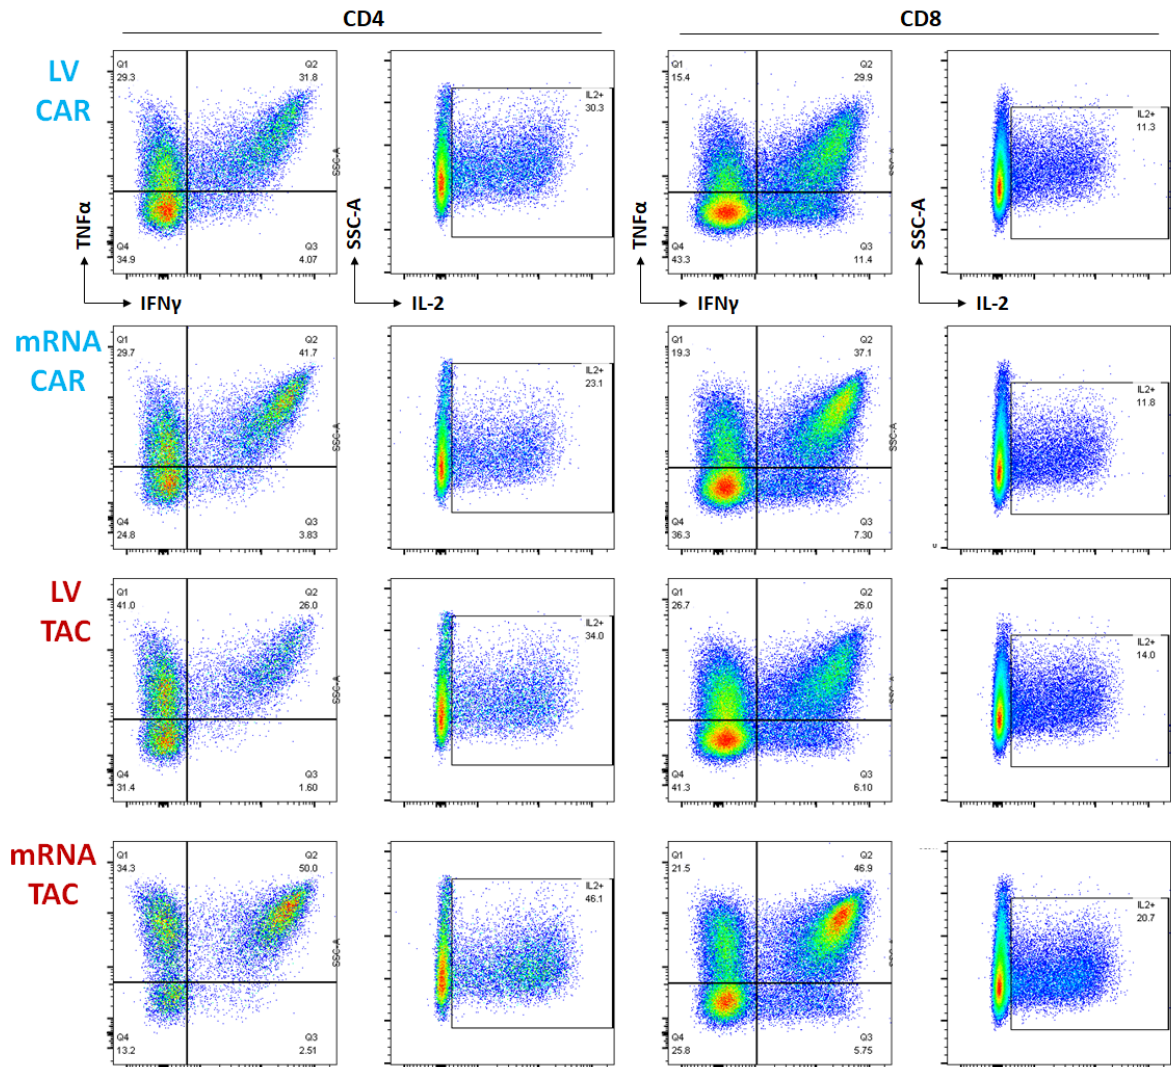 CD4 CD8
LV
CAR
Q1
29.3
Q2
31.8
Q4
34.9
Q3
4.07
SSC-A
TNFα
IFNγ
IL2+
30.3
SSC-A
IL-2
Q1
15.4
Q2
29.9
Q4
43.3
Q3
11.4
TNFα
IFNγ
IL2+
11.3
SSC-A
IL-2
mRNA
CAR
Q1
29.7
Q2
41.7
Q4
24.8
Q3
3.83
SSC-A
IL2+
23.1
Q1
19.3
Q2
37.1
Q4
36.3
Q3
7.30
SSC-A
IL2+
11.8
LV
TAC
Q1
41.0
Q2
26.0
Q4
31.4
Q3
1.60
SSC-A
IL2+
34.0
Q1
26.7
Q2
26.0
Q4
41.3
Q3
6.10
SSC-A
IL2+
14.0
mRNA
TAC
Q1
34.3
Q2
50.0
Q4
13.2
Q3
2.51
SSC-A
IL2+
46.1
Q1
21.5
Q2
46.9
Q4
25.8
Q3
5.75
IL2+
20.7